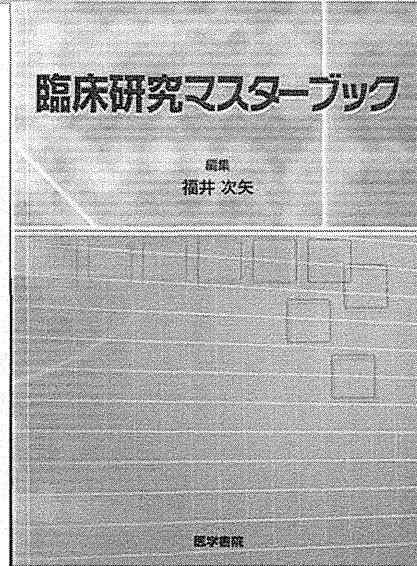 臨床研究マスターブック
編集
福井 次矢
医学書院